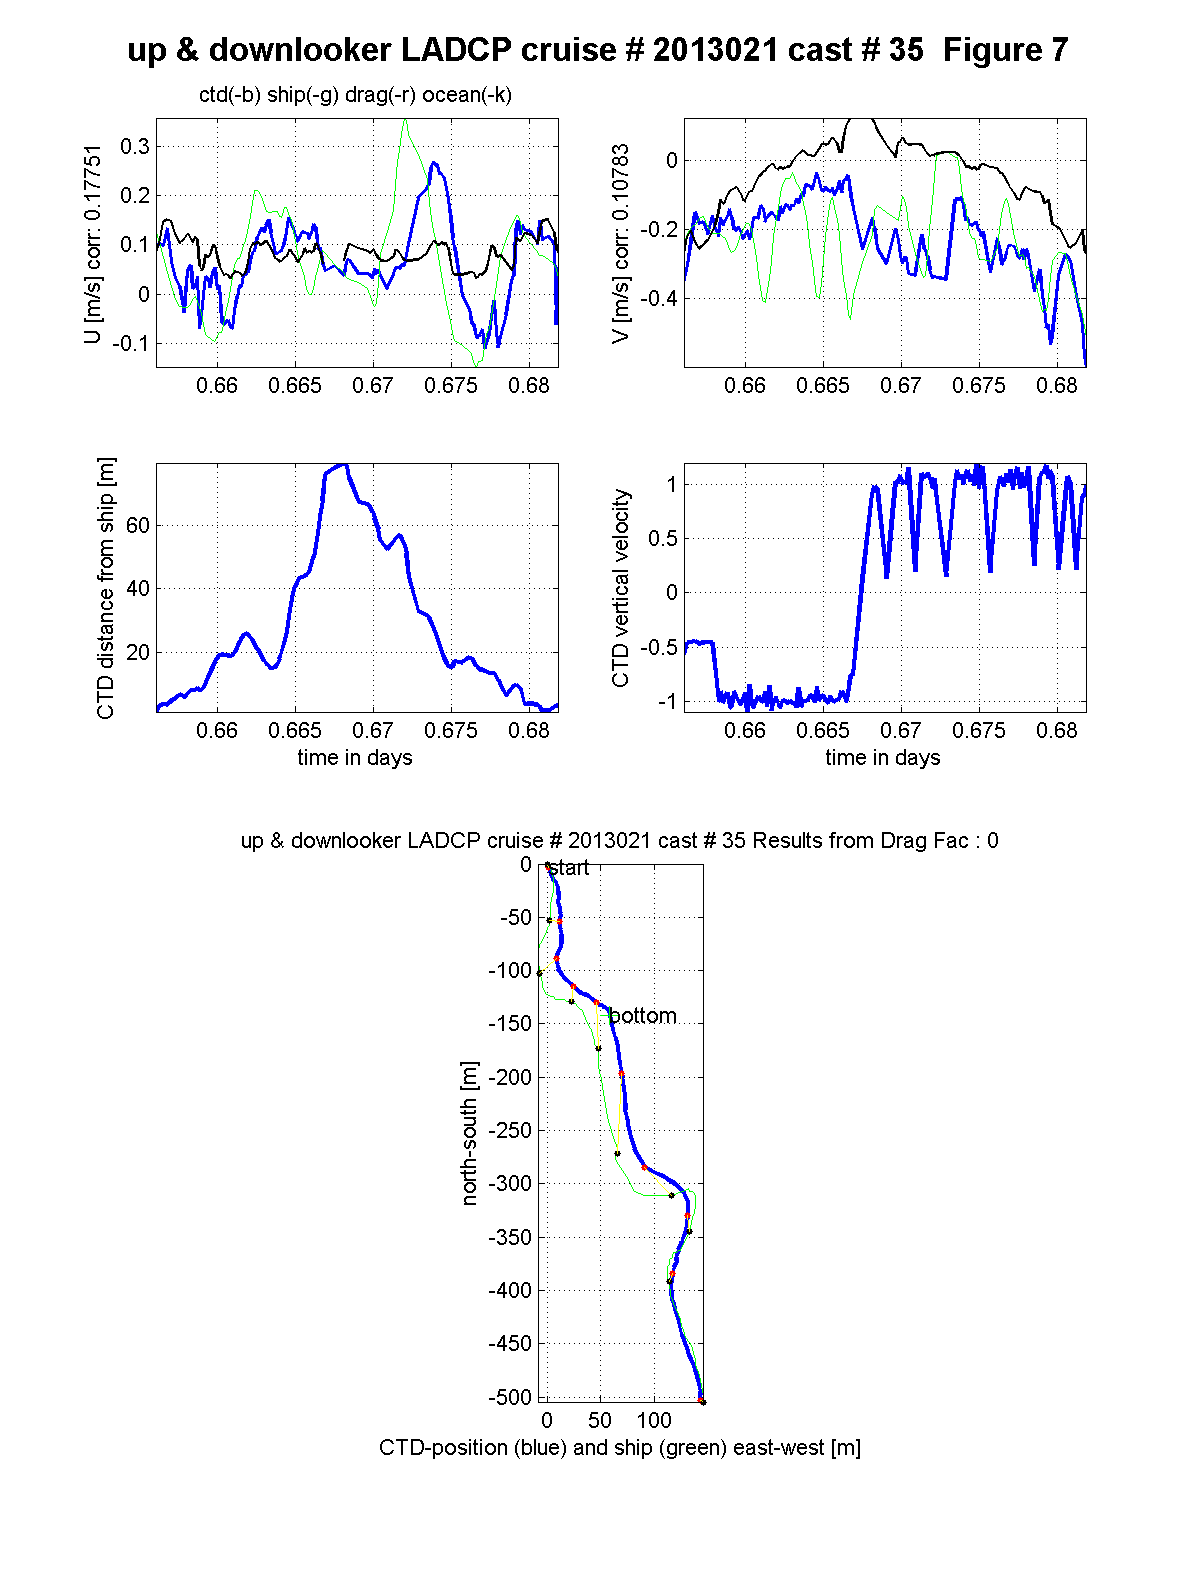 up & downlooker LADCP cruise # 2013021 cast # 35  Figure 7
ctd(-b) ship(-g) drag(-r) ocean(-k)
U [m/s] corr: 0.17751
0.3
0.2
0.1
0
-0.1
0.66 0.665 0.67 0.675 0.68
V [m/s] corr: 0.10783
0
-0.2
-0.4
0.66 0.665 0.67 0.675 0.68
CTD distance from ship [m]
60
40
20
0.66 0.665 0.67 0.675 0.68
time in days
CTD vertical velocity
1
0.5
0
-0.5
-1
0.66 0.665 0.67 0.675 0.68
time in days
up & downlooker LADCP cruise # 2013021 cast # 35 Results from Drag Fac : 0
north-south [m]
0
-50
-100
-150
-200
-250
-300
-350
-400
-450
-500
start
bottom
0 50 100
CTD-position (blue) and ship (green) east-west [m]